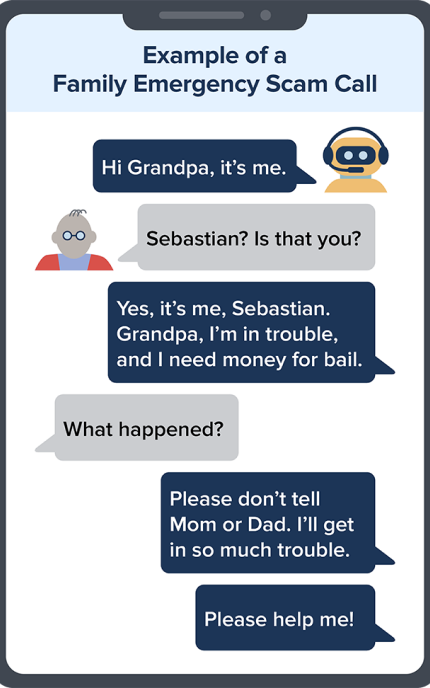 Example of a
Family Emergency Scam Call
Hi Grandpa, it’s me.
Sebastian? Is that you?
Yes, it’s me, Sebastian.
Grandpa, I’m in trouble,
and I need money for bail.
What happened?
Please don’t tell
Mom or Dad. I’ll get
in so much trouble.
Please help me!